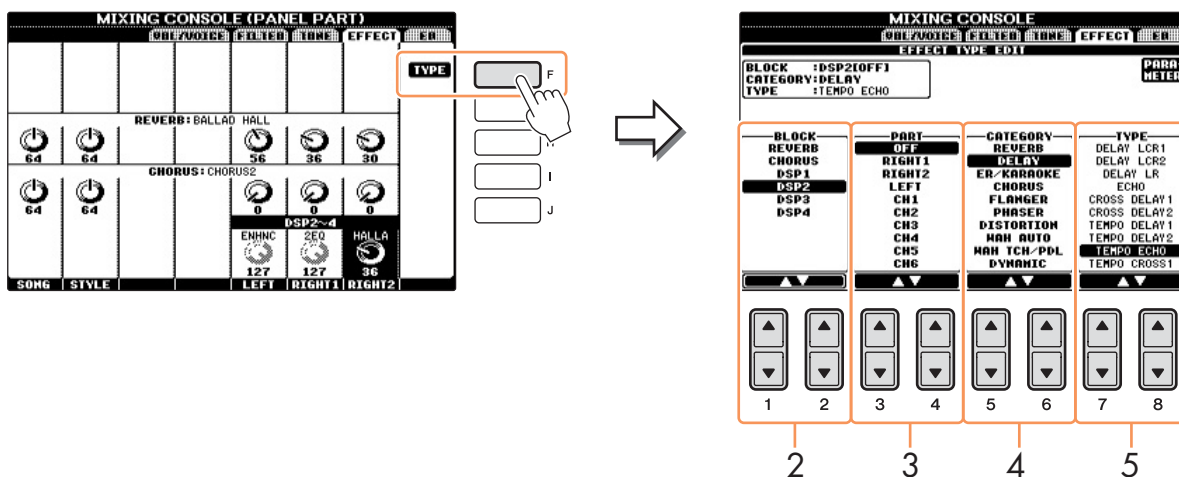 MIXING CONSOLE (PANEL PART)
VOL/VOICE FILTER TUNE EFFECT EQ
TYPE
F
I
J
REVERB: BALLAD HALL
64 64 56 36 30
CHORUS: CHORUS2
64 64 0 0 0
DSP2~4
ENHNC 2EQ HALLA
127 127 36
SONG STYLE LEFT RIGHT1 RIGHT2
MIXING CONSOLE
VOL/VOICE FILTER TUNE EFFECT EQ
EFFECT TYPE EDIT
BLOCK :DSP2[OFF]
CATEGORY:DELAY
TYPE :TEMPO ECHO
PARA-
METER
BLOCK
REVERB
CHORUS
DSP1
DSP2
DSP3
DSP4
PART
OFF
RIGHT1
RIGHT2
LEFT
CH1
CH2
CH3
CH4
CH5
CH6
CATEGORY
REVERB
DELAY
ER/KARAOKE
CHORUS
FLANGER
PHASER
DISTORTION
WAH AUTO
WAH TCH/PDL
DYNAMIC
TYPE
DELAY LCR1
DELAY LCR2
DELAY LR
ECHO
CROSS DELAY1
CROSS DELAY2
TEMPO DELAY1
TEMPO DELAY2
TEMPO ECHO
TEMPO CROSS1
1 2 3 4 5 6 7 8
2 3 4 5